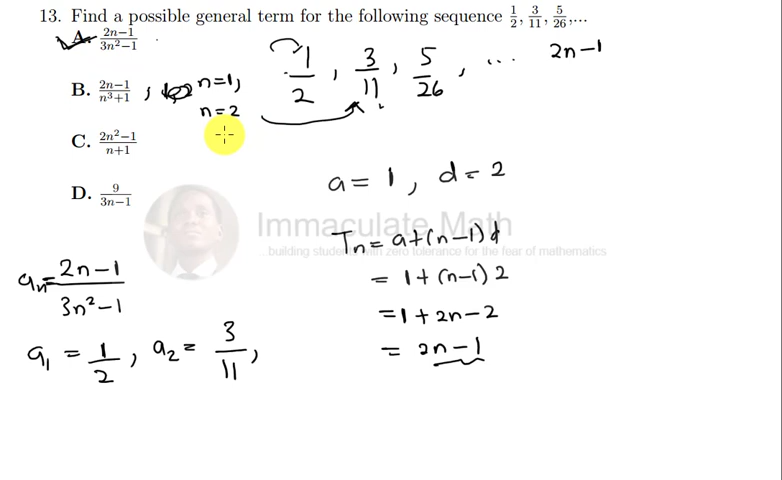 13. Find a possible general term for the following sequence 1/2, 3/11, 5/26,...
A. (2n−1)/(3n²−1)
B. (2n−1)/(n³+1) , n=1,
n=2
C. (2n²−1)/(n+1)
D. 9/(3n−1)
1/2 , 3/11 , 5/26 , ... 2n−1
a = 1 , d = 2
Immaculate Math
.. building students with zero tolerance for the fear of mathematics
Tn = a+(n−1)d
= 1+(n−1)2
= 1+2n−2
= 2n−1
an = (2n−1)/(3n²−1)
a1 = 1/2 , a2 = 3/11 ,